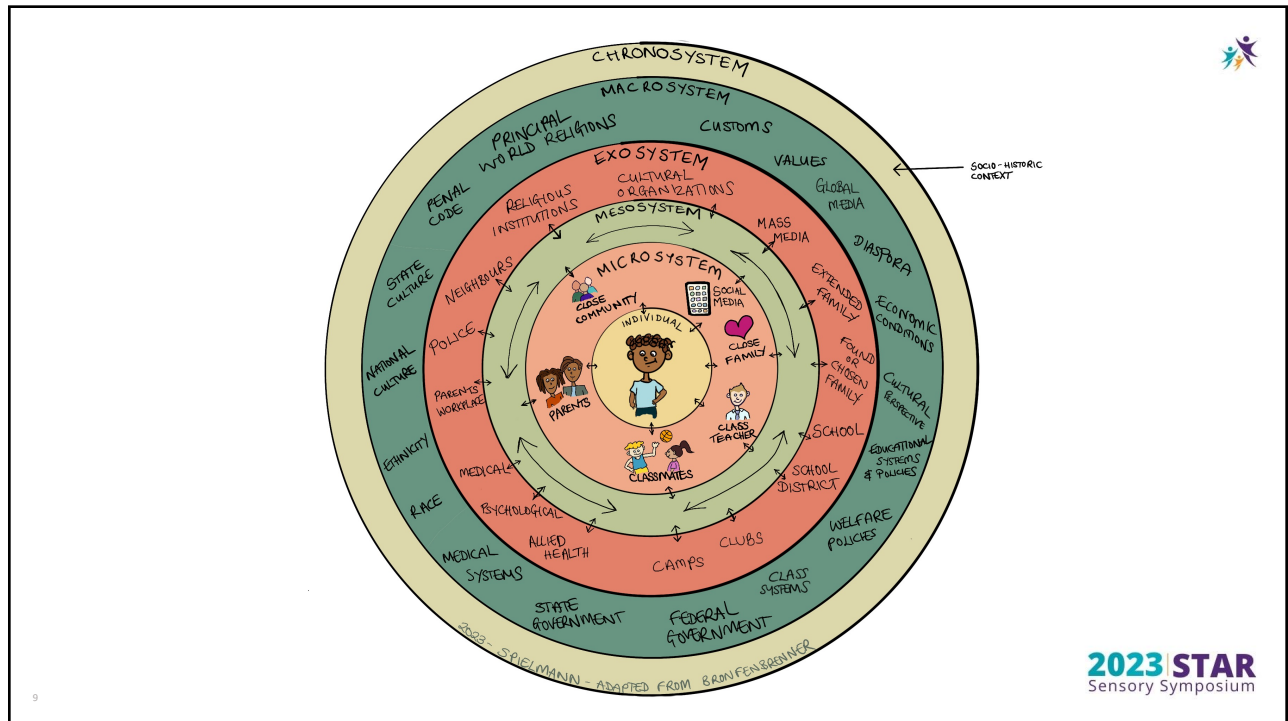 CHRONOSYSTEM
MACROSYSTEM
PRINCIPAL
WORLD RELIGIONS
CUSTOMS
VALUES
GLOBAL
MEDIA
DIASPORA
ECONOMIC
CONDITIONS
CULTURAL
PERSPECTIVE
EDUCATIONAL
SYSTEMS
& POLICIES
WELFARE
POLICIES
CLASS
SYSTEMS
FEDERAL
GOVERNMENT
STATE
GOVERNMENT
MEDICAL
SYSTEMS
RACE
ETHNICITY
NATIONAL
CULTURE
STATE
CULTURE
PENAL
CODE
EXOSYSTEM
CULTURAL
ORGANIZATIONS
MASS
MEDIA
EXTENDED
FAMILY
FOUND
OR
CHOSEN
FAMILY
SCHOOL
SCHOOL
DISTRICT
CLUBS
CAMPS
ALLIED
HEALTH
PSYCHOLOGICAL
MEDICAL
PARENTS
WORKPLACE
POLICE
NEIGHBOURS
RELIGIOUS
INSTITUTIONS
MESOSYSTEM
MICROSYSTEM
CLOSE
COMMUNITY
SOCIAL
MEDIA
CLOSE
FAMILY
CLASS
TEACHER
CLASSMATES
PARENTS
INDIVIDUAL
SOCIO-HISTORIC
CONTEXT
2023 - SPIELMANN - ADAPTED FROM BRONFENBRENNER
9
2023 STAR
Sensory Symposium